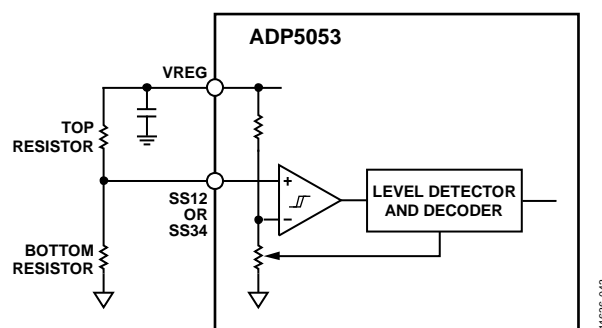 ADP5053
VREG
TOP
RESISTOR
+
SS12
OR
SS34
−
LEVEL DETECTOR
AND DECODER
BOTTOM
RESISTOR